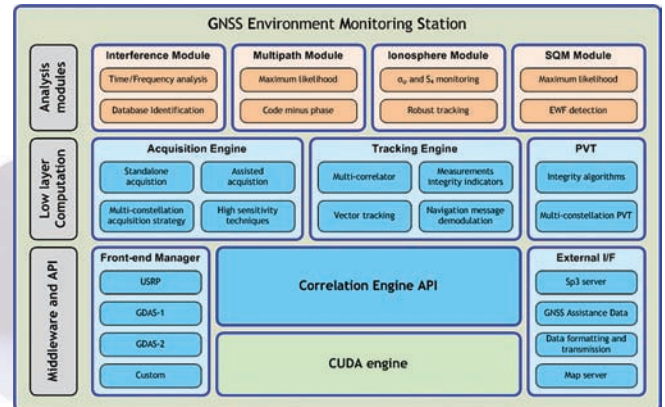 GNSS Environment Monitoring Station
Analysis
modules
Interference Module
Time/Frequency analysis
Database Identification
Multipath Module
Maximum likelihood
Code minus phase
Ionosphere Module
σφ and S4 monitoring
Robust tracking
SQM Module
Maximum likelihood
EWF detection
Low layer
Computation
Acquisition Engine
Standalone
acquistion
Assisted
acquistion
Multi-constellation
acquisition strategy
High sensitivity
techniques
Tracking Engine
Multi-correlator
Measurements
Integrity indicators
Vector tracking
Navigation message
demodulation
PVT
Integrity algorithms
Multi-constellation PVT
Middleware and API
Front-end Manager
USRP
GDAS-1
GDAS-2
Custom
Correlation Engine API
CUDA engine
External I/F
Sp3 server
GNSS Assistance Data
Data formatting and
transmission
Map server